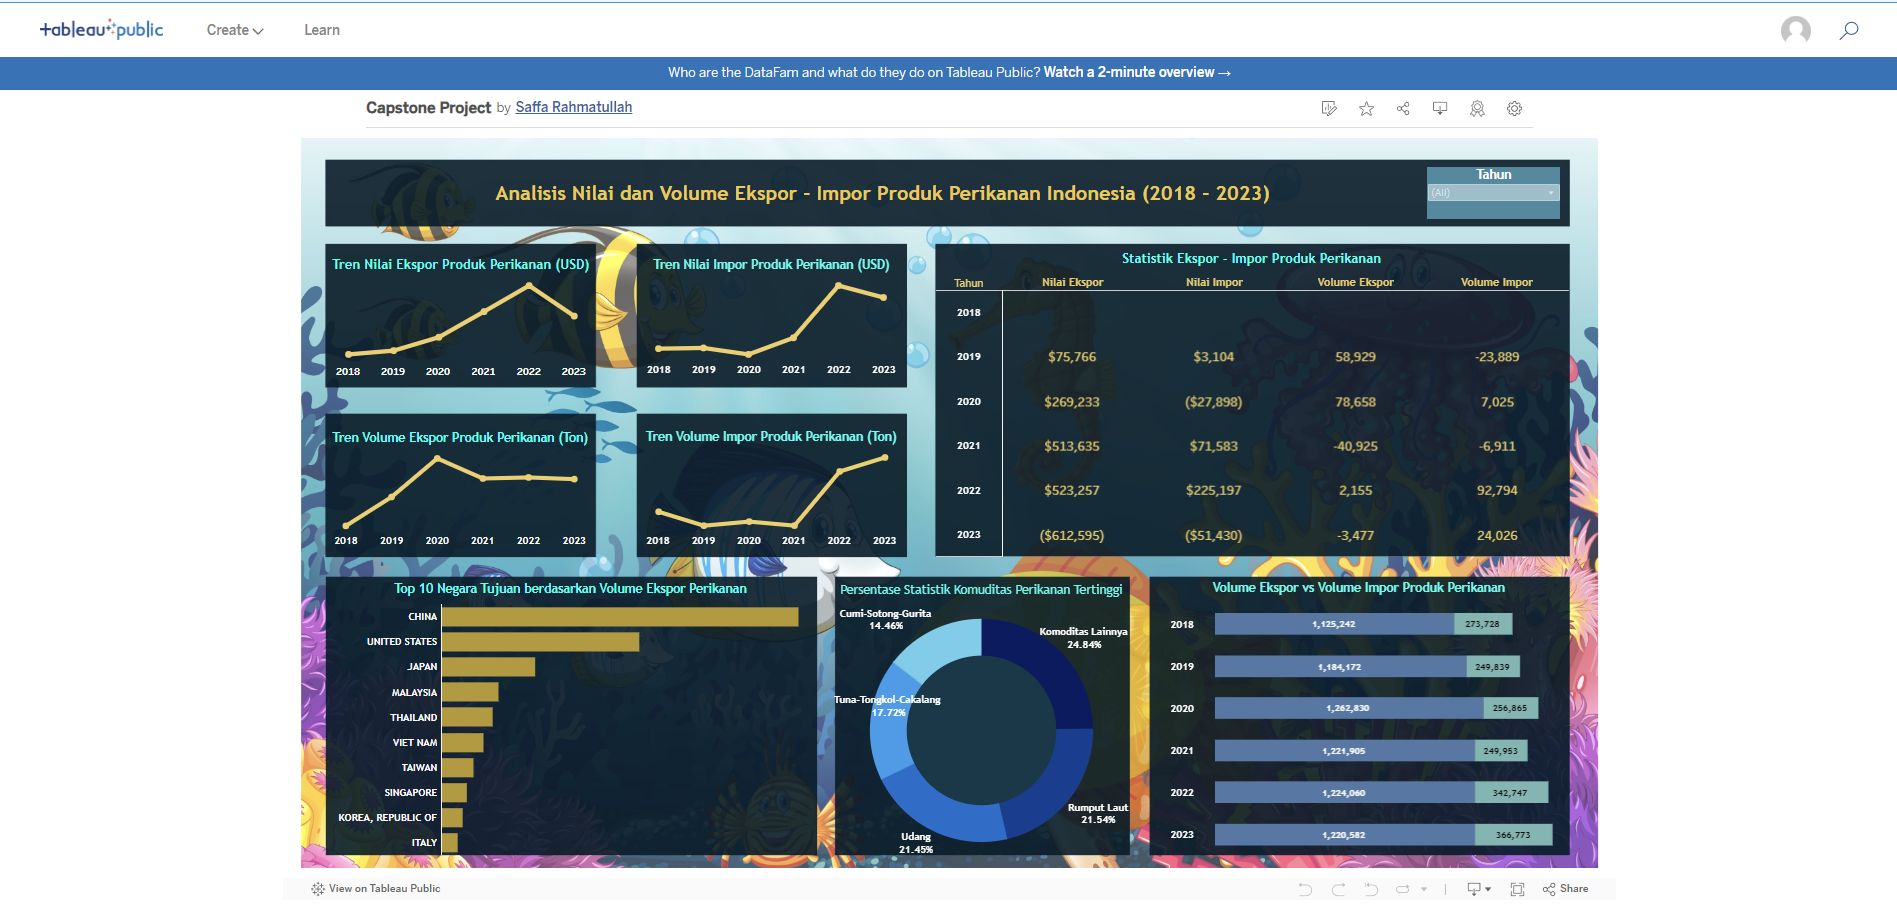 tableau public
Create
Learn
Who are the DataFam and what do they do on Tableau Public? Watch a 2-minute overview →
Capstone Project by Saffa Rahmatullah
Analisis Nilai dan Volume Ekspor - Impor Produk Perikanan Indonesia (2018 - 2023)
Tahun
(All)
Tren Nilai Ekspor Produk Perikanan (USD)
2018 2019 2020 2021 2022 2023
Tren Nilai Impor Produk Perikanan (USD)
2018 2019 2020 2021 2022 2023
Statistik Ekspor - Impor Produk Perikanan
Tahun Nilai Ekspor Nilai Impor Volume Ekspor Volume Impor
2018
2019 $75,766 $3,104 58,929 -23,889
2020 $269,233 ($27,898) 78,658 7,025
2021 $513,635 $71,583 -40,925 -6,911
2022 $523,257 $225,197 2,155 92,794
2023 ($612,595) ($51,430) -3,477 24,026
Tren Volume Ekspor Produk Perikanan (Ton)
2018 2019 2020 2021 2022 2023
Tren Volume Impor Produk Perikanan (Ton)
2018 2019 2020 2021 2022 2023
Top 10 Negara Tujuan berdasarkan Volume Ekspor Perikanan
CHINA
UNITED STATES
JAPAN
MALAYSIA
THAILAND
VIET NAM
TAIWAN
SINGAPORE
KOREA, REPUBLIC OF
ITALY
Persentase Statistik Komuditas Perikanan Tertinggi
Cumi-Sotong-Gurita
14.46%
Komoditas Lainnya
24.84%
Tuna-Tongkol-Cakalang
17.72%
Rumput Laut
21.54%
Udang
21.45%
Volume Ekspor vs Volume Impor Produk Perikanan
2018 1,125,242 273,728
2019 1,184,172 249,839
2020 1,262,830 256,865
2021 1,221,905 249,953
2022 1,224,060 342,747
2023 1,220,582 366,773
View on Tableau Public
Share